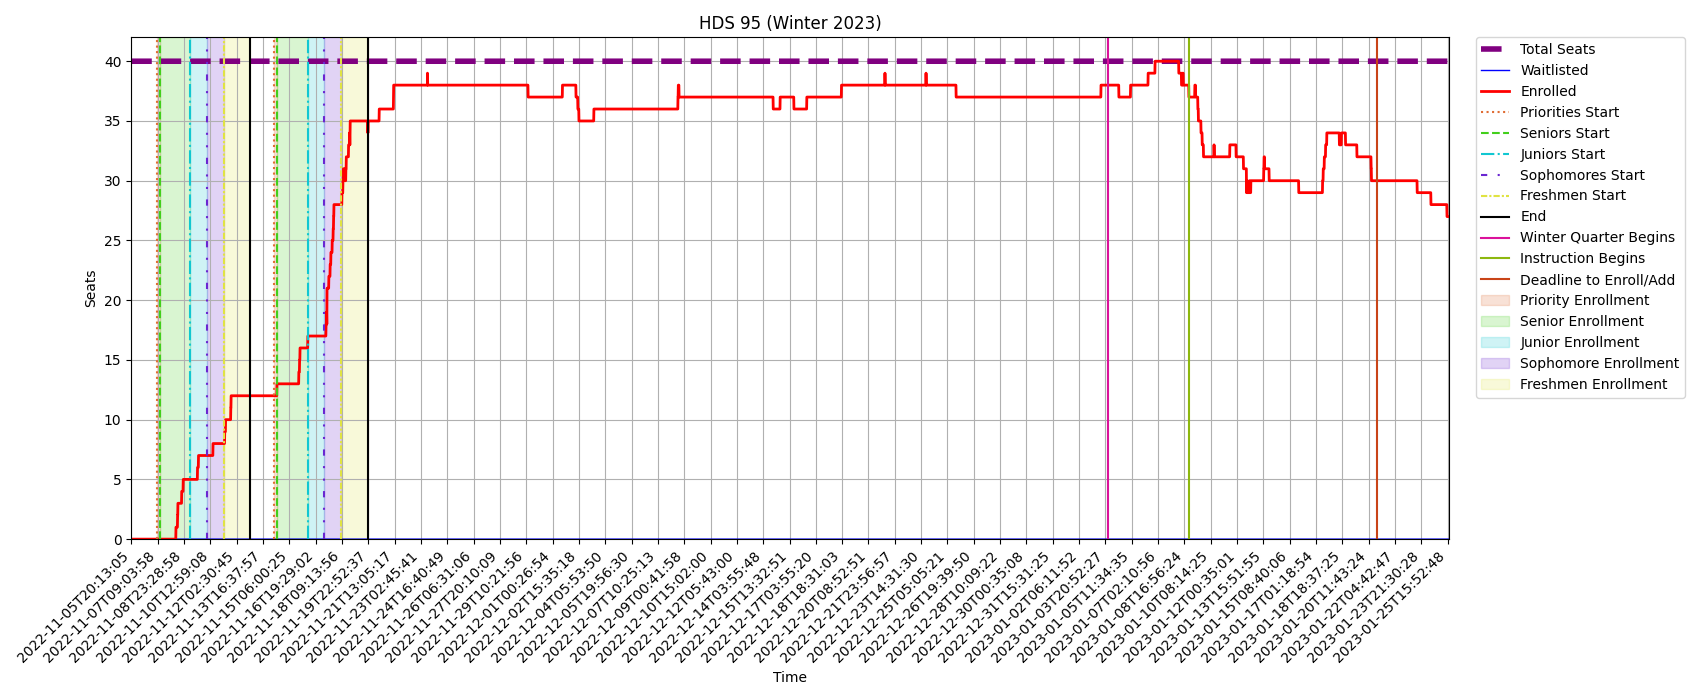 HDS 95 (Winter 2023)
Seats
40
35
30
25
20
15
10
5
0
2022-11-05T20:13:05
2022-11-07T09:03:58
2022-11-08T23:28:58
2022-11-10T12:59:08
2022-11-12T02:30:45
2022-11-13T16:37:57
2022-11-15T06:00:25
2022-11-16T19:29:02
2022-11-18T09:13:56
2022-11-19T22:52:37
2022-11-21T13:05:17
2022-11-23T02:45:41
2022-11-24T16:40:49
2022-11-26T06:31:06
2022-11-27T20:10:09
2022-11-29T10:21:56
2022-12-01T00:26:54
2022-12-02T15:35:18
2022-12-04T05:53:50
2022-12-05T19:56:30
2022-12-07T10:25:13
2022-12-09T00:41:58
2022-12-10T15:02:00
2022-12-12T05:43:00
2022-12-14T03:55:48
2022-12-15T13:32:51
2022-12-17T03:55:20
2022-12-18T18:31:03
2022-12-20T08:52:51
2022-12-21T23:56:57
2022-12-23T14:31:30
2022-12-25T05:05:21
2022-12-26T19:39:50
2022-12-28T10:09:22
2022-12-30T00:35:08
2022-12-31T15:31:25
2023-01-02T06:11:52
2023-01-03T20:52:27
2023-01-05T11:34:35
2023-01-07T02:10:56
2023-01-08T16:56:24
2023-01-10T08:14:25
2023-01-12T00:35:01
2023-01-13T15:51:55
2023-01-15T08:40:06
2023-01-17T01:18:54
2023-01-18T18:37:25
2023-01-20T11:43:24
2023-01-22T04:42:47
2023-01-23T21:30:28
2023-01-25T15:52:48
Time
Total Seats
Waitlisted
Enrolled
Priorities Start
Seniors Start
Juniors Start
Sophomores Start
Freshmen Start
End
Winter Quarter Begins
Instruction Begins
Deadline to Enroll/Add
Priority Enrollment
Senior Enrollment
Junior Enrollment
Sophomore Enrollment
Freshmen Enrollment